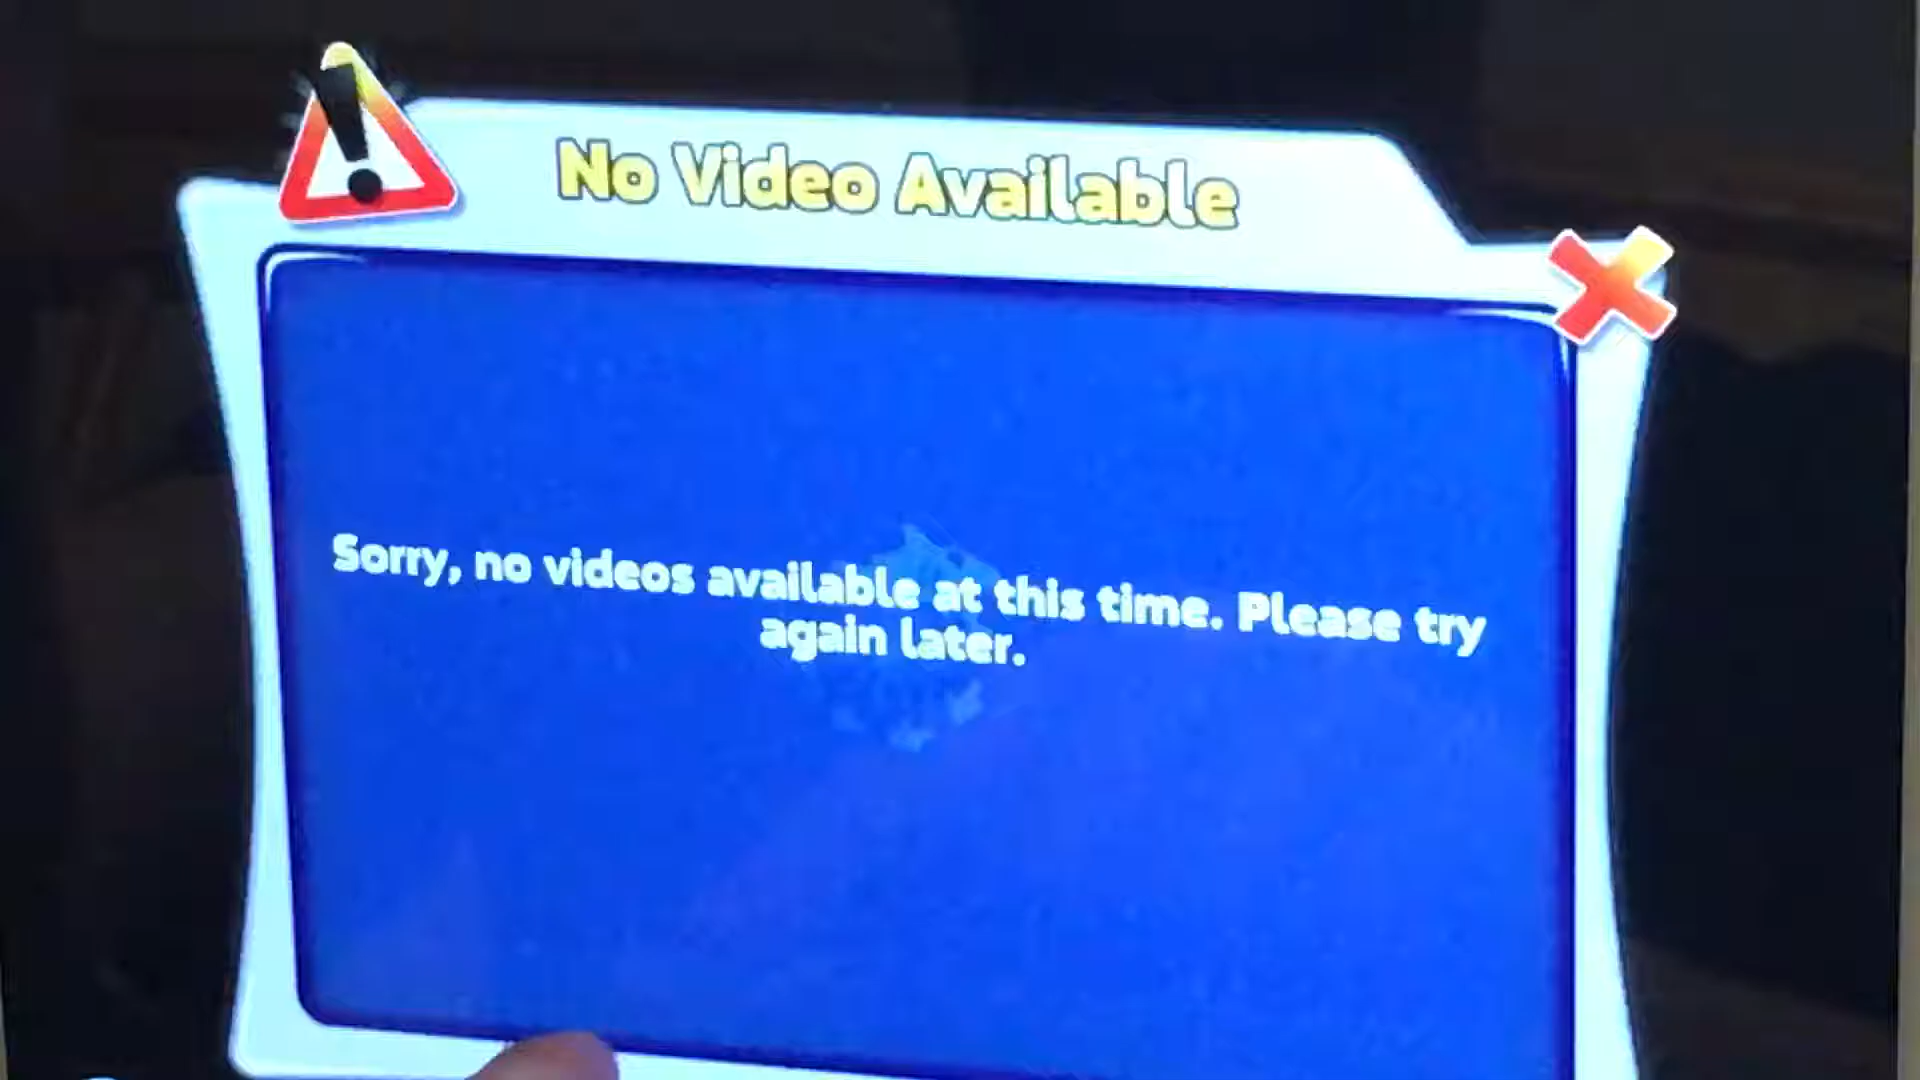 No Video Available
Sorry, no videos available at this time. Please try
again later.